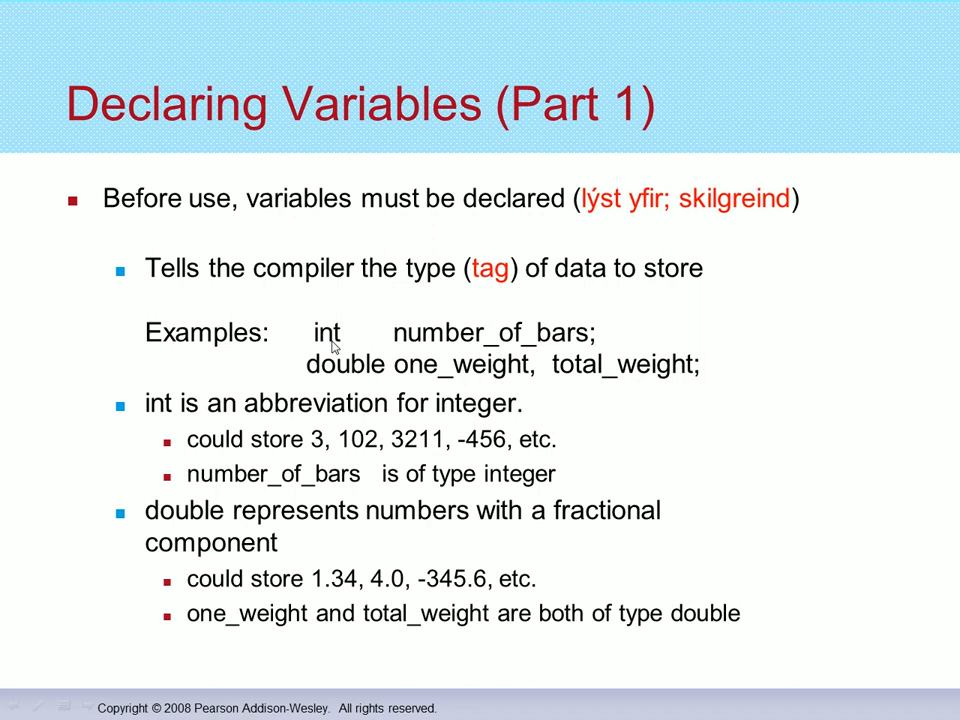 Declaring Variables (Part 1)
Before use, variables must be declared (lýst yfir; skilgreind)
Tells the compiler the type (tag) of data to store
Examples: int number_of_bars;
double one_weight, total_weight;
int is an abbreviation for integer.
could store 3, 102, 3211, -456, etc.
number_of_bars is of type integer
double represents numbers with a fractional
component
could store 1.34, 4.0, -345.6, etc.
one_weight and total_weight are both of type double
Copyright © 2008 Pearson Addison-Wesley. All rights reserved.